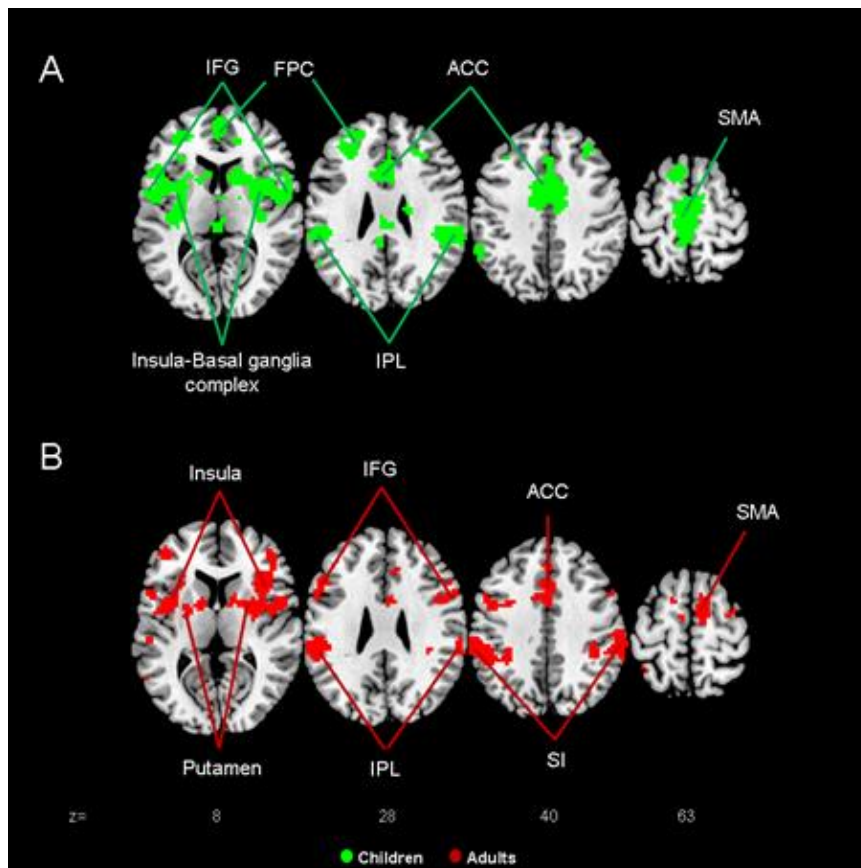 A
IFG
FPC
ACC
SMA
Insula-Basal ganglia
complex
IPL
B
Insula
IFG
ACC
SMA
Putamen
IPL
SI
z= 8 28 40 63
Children Adults